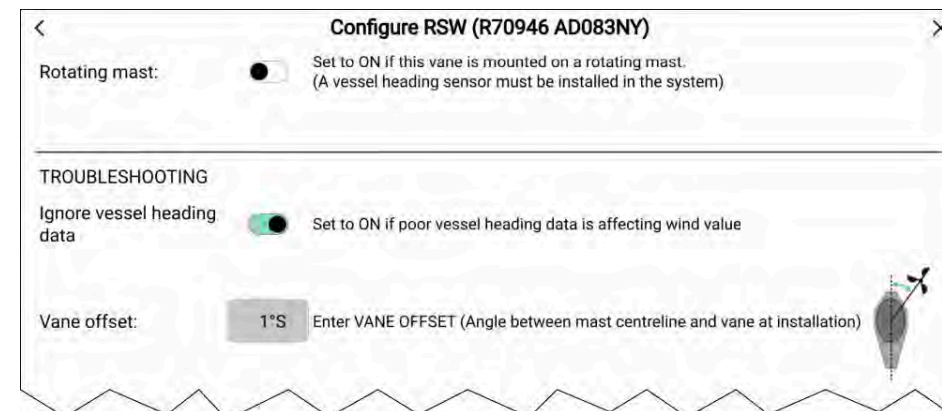 Configure RSW (R70946 AD083NY)
Rotating mast:
Set to ON if this vane is mounted on a rotating mast.
(A vessel heading sensor must be installed in the system)
TROUBLESHOOTING
Ignore vessel heading
data
Set to ON if poor vessel heading data is affecting wind value
Vane offset:
1°S
Enter VANE OFFSET (Angle between mast centreline and vane at installation)